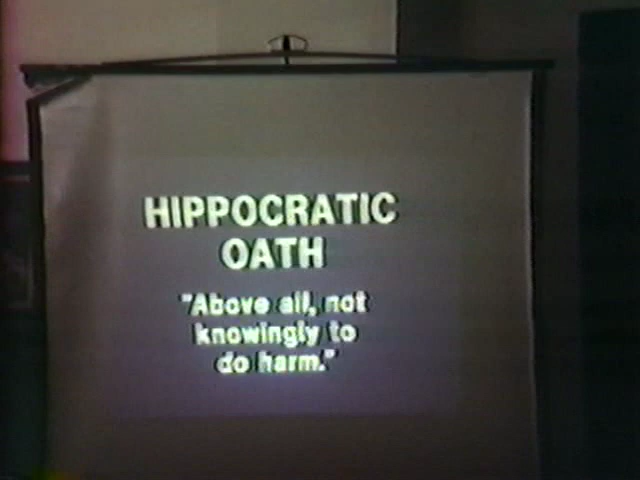 HIPPOCRATIC
OATH
"Above all, not
knowingly to
do harm."